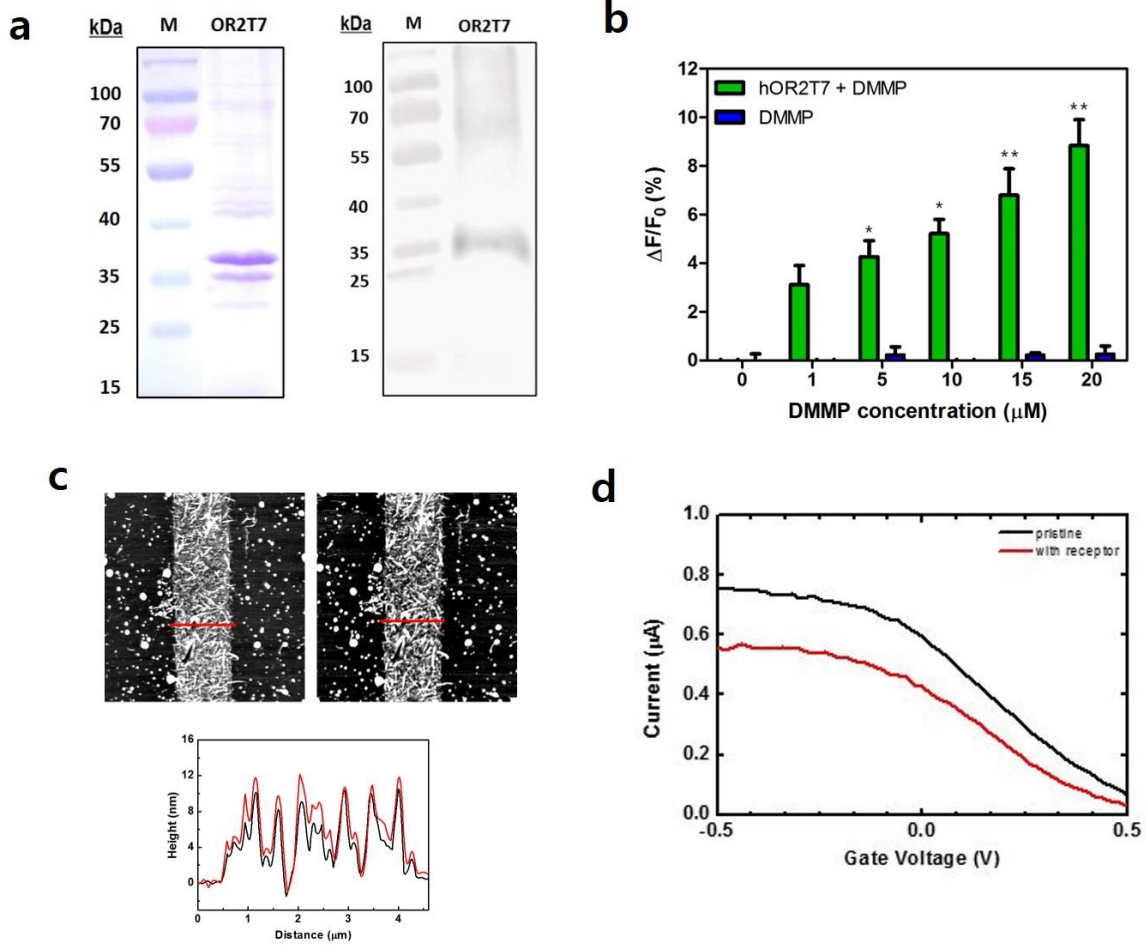 a
kDa M OR2T7
100
70
55
40
35
25
15
kDa M OR2T7
100
70
55
40
35
25
15
b
12
10
8
6
4
2
0
ΔF/F0 (%)
hOR2T7 + DMMP
DMMP
*
*
**
**
0 1 5 10 15 20
DMMP concentration (μM)
c
16
12
8
4
0
Height (nm)
0 1 2 3 4
Distance (μm)
d
1.0
0.8
0.6
0.4
0.2
0.0
Current (μA)
pristine
with receptor
-0.5 0.0 0.5
Gate Voltage (V)